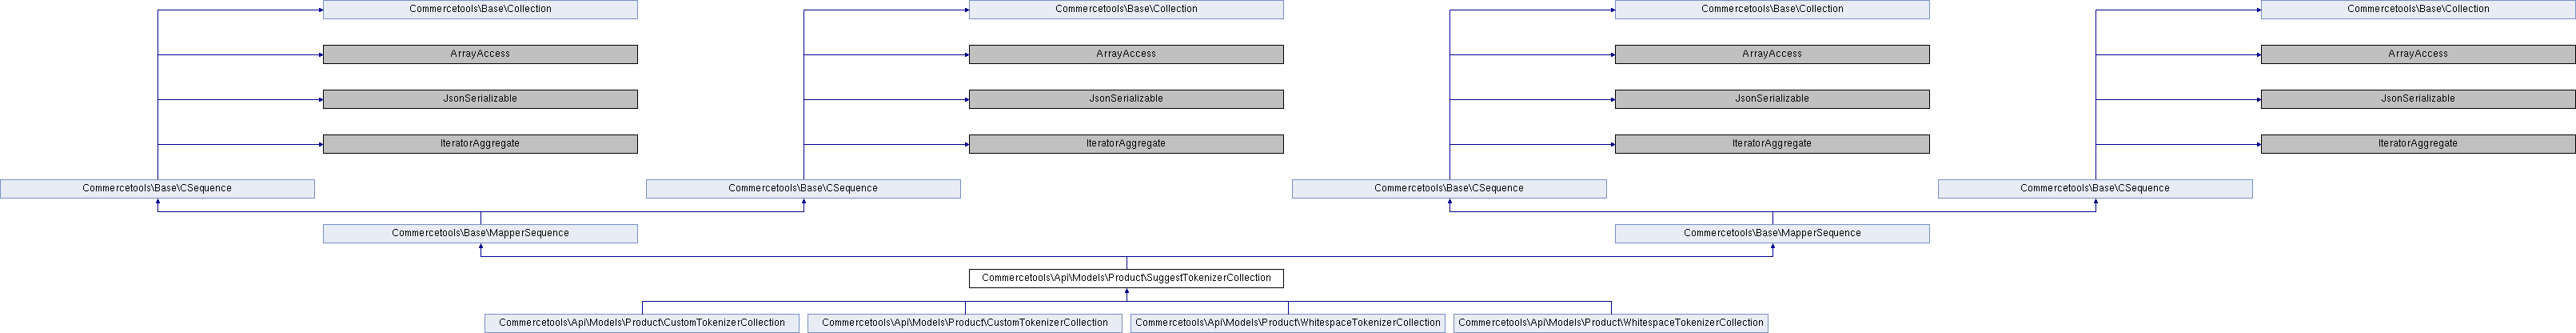 Commercetools\Base\Collection Commercetools\Base\Collection Commercetools\Base\Collection Commercetools\Base\Collection
ArrayAccess ArrayAccess ArrayAccess ArrayAccess
JsonSerializable JsonSerializable JsonSerializable JsonSerializable
IteratorAggregate IteratorAggregate IteratorAggregate IteratorAggregate
Commercetools\Base\CSequence Commercetools\Base\CSequence Commercetools\Base\CSequence Commercetools\Base\CSequence
Commercetools\Base\MapperSequence Commercetools\Base\MapperSequence
Commercetools\Api\Models\Product\SuggestTokenizerCollection
Commercetools\Api\Models\Product\CustomTokenizerCollection Commercetools\Api\Models\Product\CustomTokenizerCollection Commercetools\Api\Models\Product\WhitespaceTokenizerCollection Commercetools\Api\Models\Product\WhitespaceTokenizerCollection